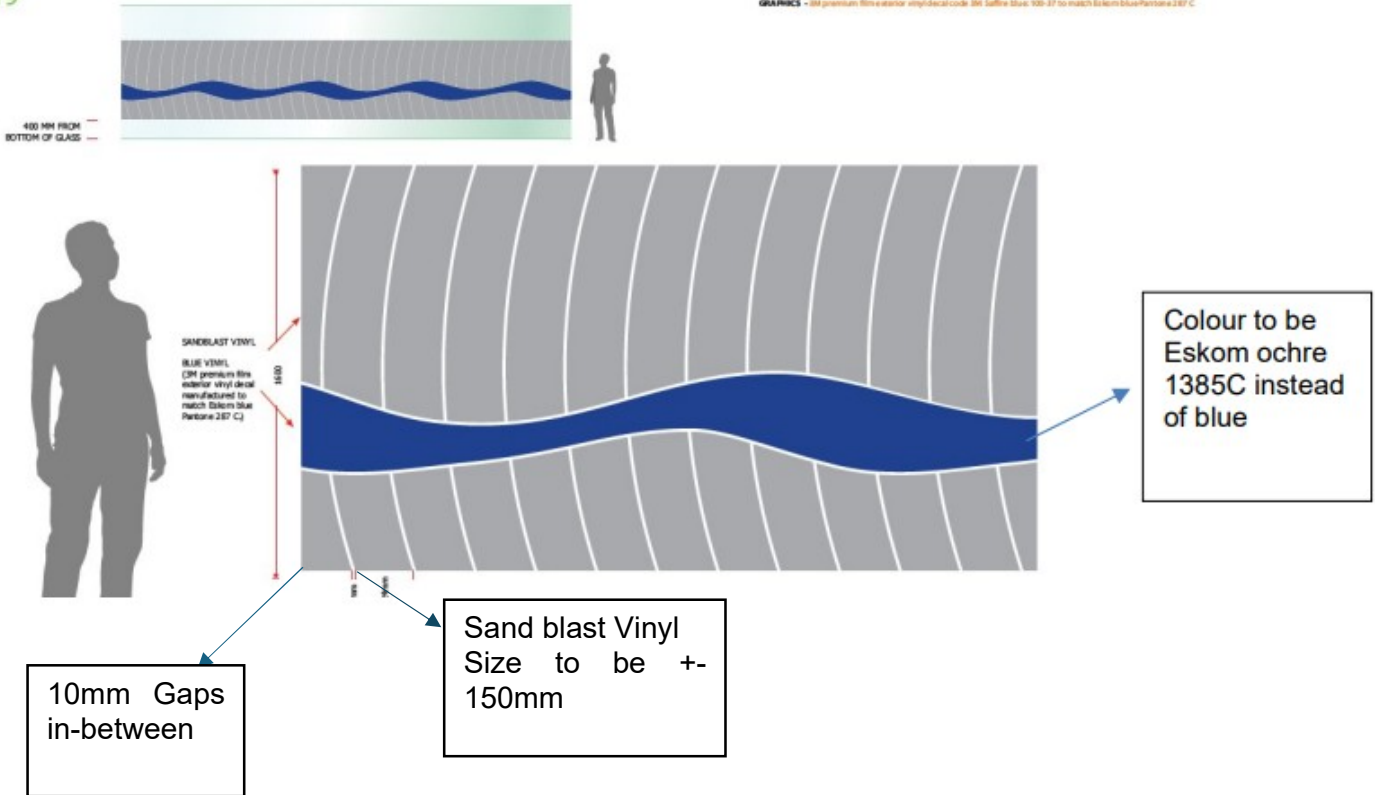 GRAPHICS - 3M premium film exterior vinyl decal code 3M Saffire Blue: 100-37 to match Eskom blue Pantone 287 C
400 MM FROM
BOTTOM OF GLASS
SANDBLAST VINYL
BLUE VINYL
(3M premium film
exterior vinyl decal
manufactured to
match Eskom blue
Pantone 287 C.)
1600
Colour to be
Eskom ochre
1385C instead
of blue
Sand blast Vinyl
Size to be +-
150mm
10mm Gaps
in-between